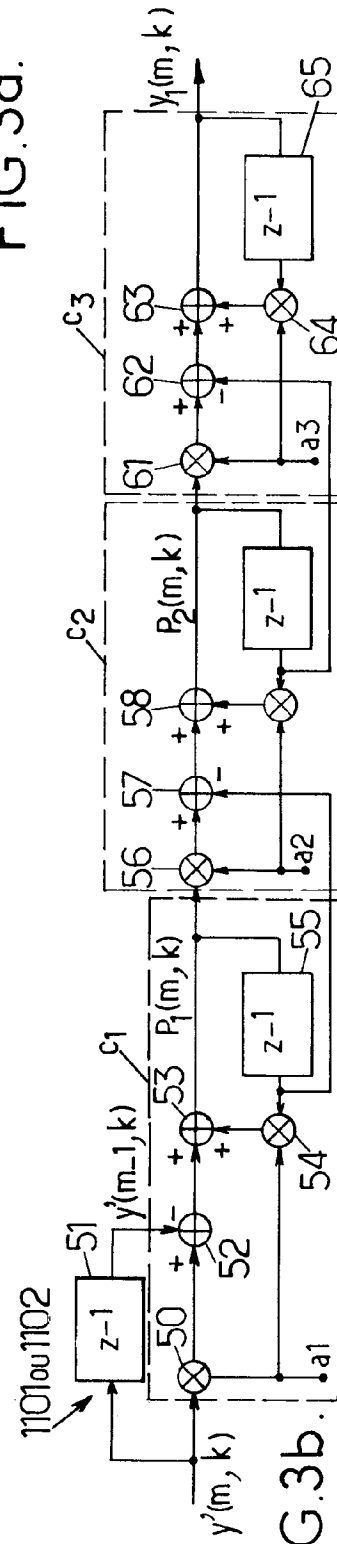 FIG.3a.
1101ou1102
51
z-1
y'(m-1,k)
y'(m,k)
50
52
+
-
53
+
+
c1
P1(m,k)
z-1
55
54
a1
c2
56
57
+
-
58
+
+
P2(m,k)
z-1
a2
c3
61
62
+
-
63
+
+
y1(m,k)
z-1
65
64
a3
G.3b.